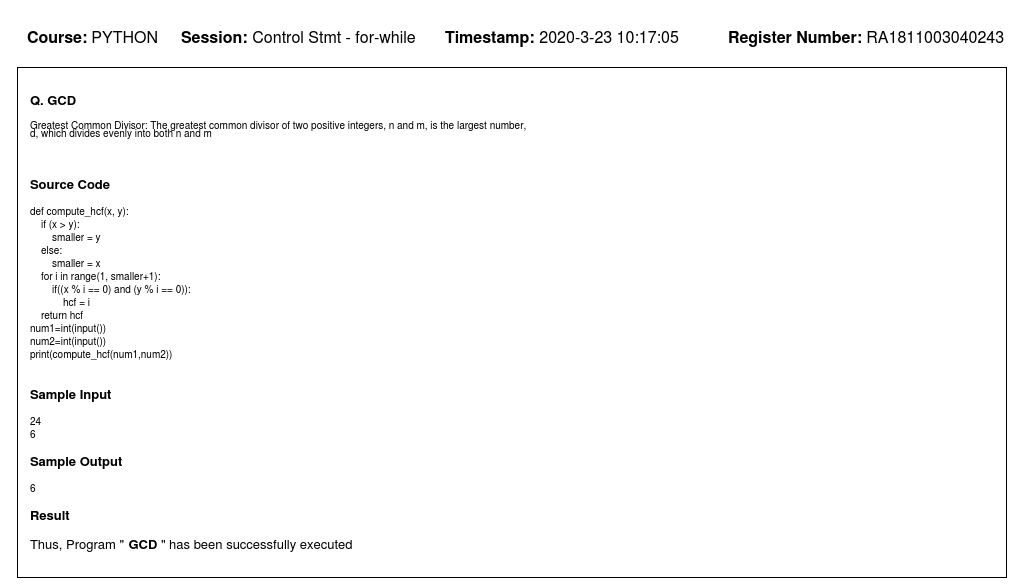 Course: PYTHON Session: Control Stmt - for-while Timestamp: 2020-3-23 10:17:05 Register Number: RA1811003040243
Q. GCD
Greatest Common Divisor: The greatest common divisor of two positive integers, n and m, is the largest number,
d, which divides evenly into both n and m
Source Code
def compute_hcf(x, y):
    if (x > y):
        smaller = y
    else:
        smaller = x
    for i in range(1, smaller+1):
        if((x % i == 0) and (y % i == 0)):
            hcf = i
    return hcf
num1=int(input())
num2=int(input())
print(compute_hcf(num1,num2))
Sample Input
24
6
Sample Output
6
Result
Thus, Program " GCD " has been successfully executed